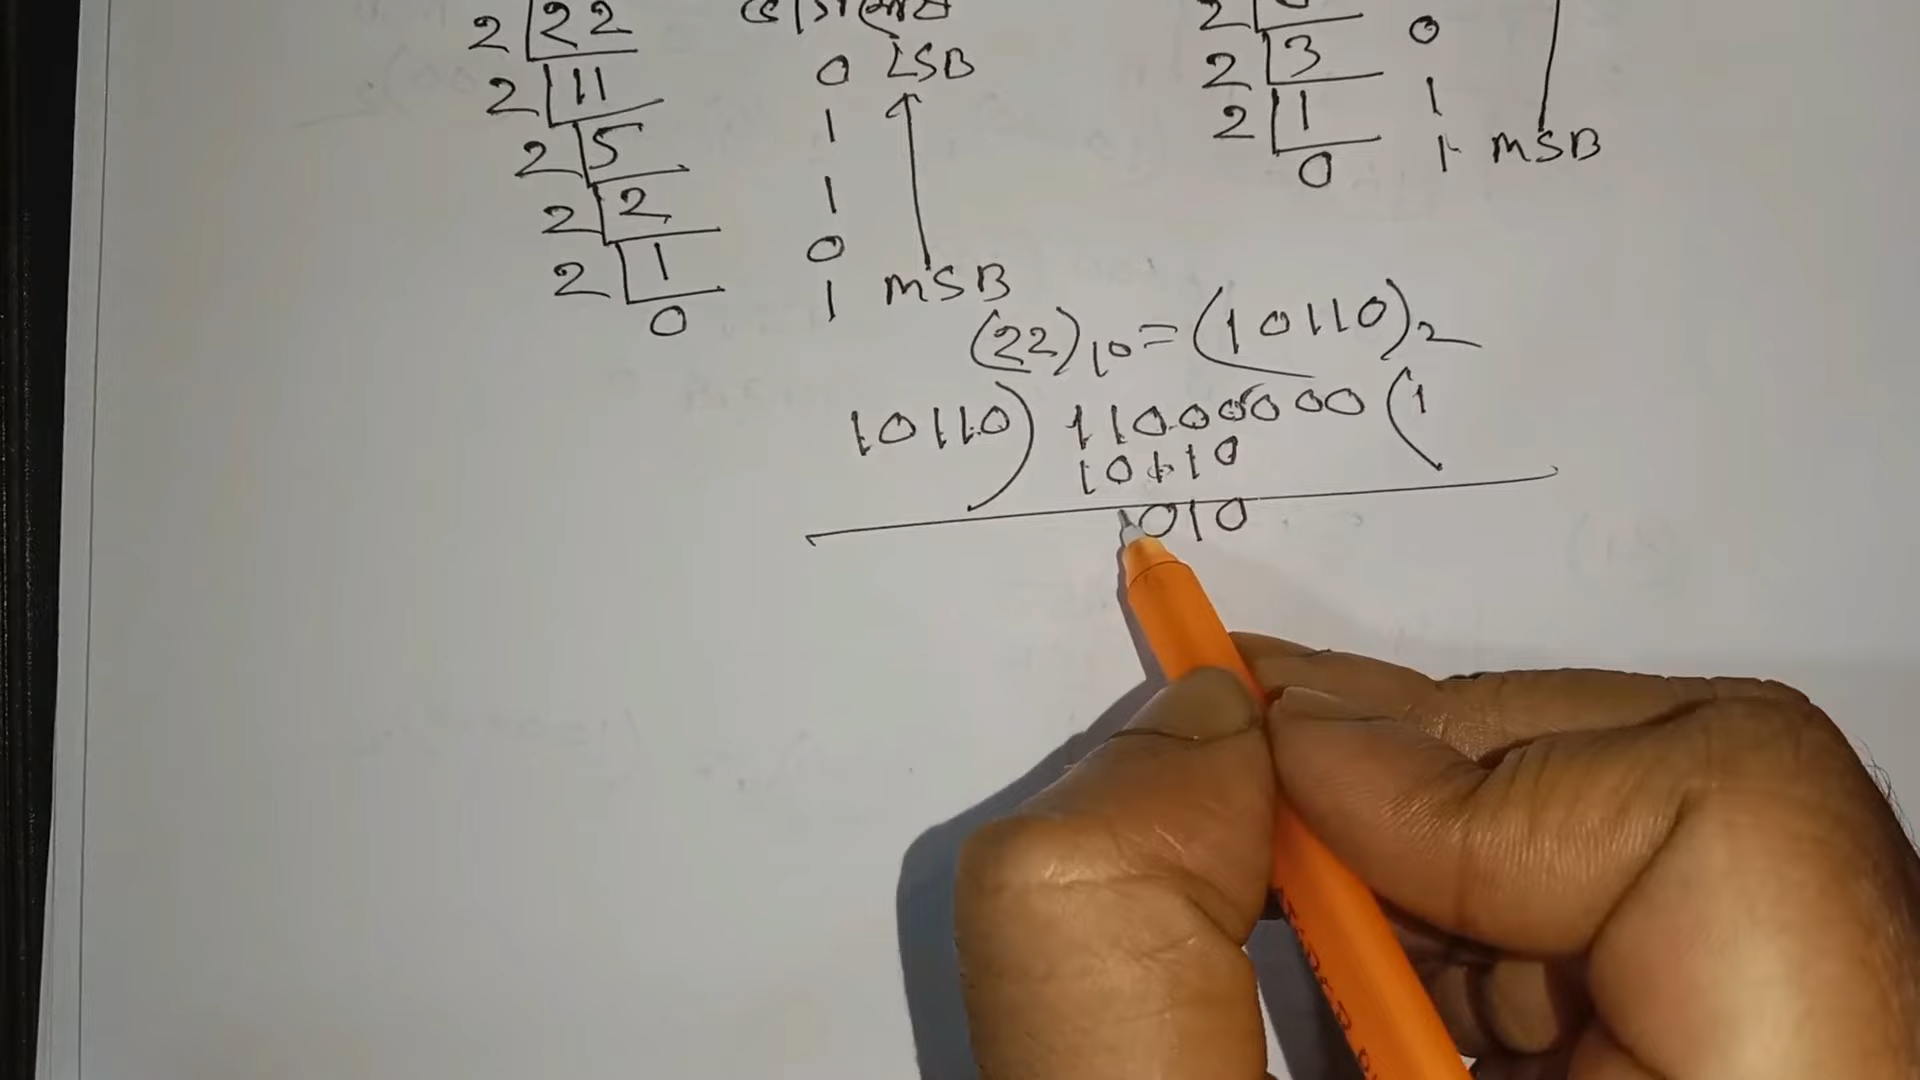 2 22
2 11 0 LSB
2 5 1
2 2 1
2 1 0
0 1 MSB
2
2 3 0
2 1 1
0 1 MSB
(22)10 = (10110)2
10110) 11000000 (1
10110
1010